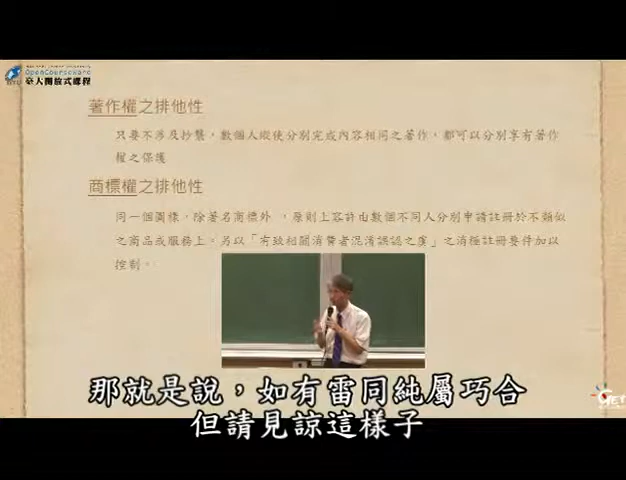 OpenCourseware
臺大開放式課程
著作權之排他性
只要不涉及抄襲，數個人縱使分別完成內容相同之著作，都可以分別享有著作
權之保護
商標權之排他性
同一個圖樣，除著名商標外，原則上容許由數個不同人分別申請註冊於不類似
之商品或服務上。另以「有致相關消費者混淆誤認之虞」之消極註冊要件加以
控制。
那就是說，如有雷同純屬巧合
但請見諒這樣子